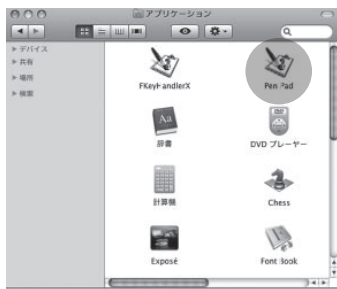 アプリケーション
▶ デバイス
▶ 共有
▶ 場所
▶ 検索
FKeyHandlerX
Pen Pad
Aa
辞書
DVD プレーヤー
計算機
Chess
Exposé
Font Book